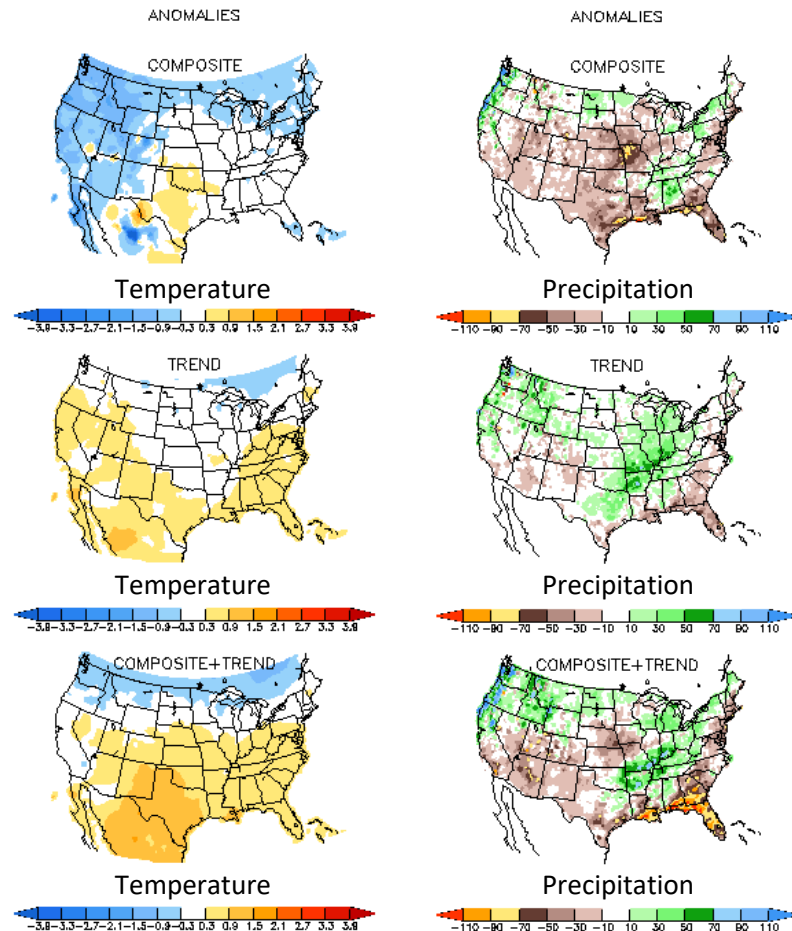 ANOMALIES
COMPOSITE
Temperature
-3.9 -3.3 -2.7 -2.1 -1.5 -0.9 -0.3 0.3 0.9 1.5 2.1 2.7 3.3 3.9
TREND
Temperature
-3.9 -3.3 -2.7 -2.1 -1.5 -0.9 -0.3 0.3 0.9 1.5 2.1 2.7 3.3 3.9
COMPOSITE+TREND
Temperature
-3.9 -3.3 -2.7 -2.1 -1.5 -0.9 -0.3 0.3 0.9 1.5 2.1 2.7 3.3 3.9
ANOMALIES
COMPOSITE
Precipitation
-110 -90 -70 -50 -30 -10 10 30 50 70 90 110
TREND
Precipitation
-110 -90 -70 -50 -30 -10 10 30 50 70 90 110
COMPOSITE+TREND
Precipitation
-110 -90 -70 -50 -30 -10 10 30 50 70 90 110